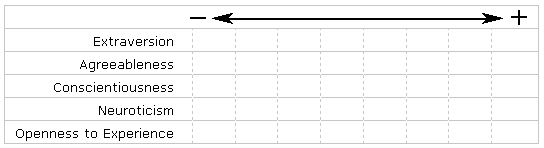 − +
Extraversion
Agreeableness
Conscientiousness
Neuroticism
Openness to Experience